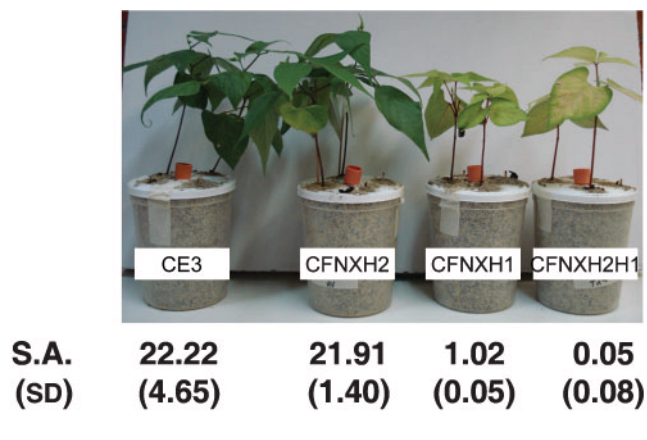 CE3 CFNXH2 CFNXH1 CFNXH2H1
S.A. 22.22 21.91 1.02 0.05
(SD) (4.65) (1.40) (0.05) (0.08)